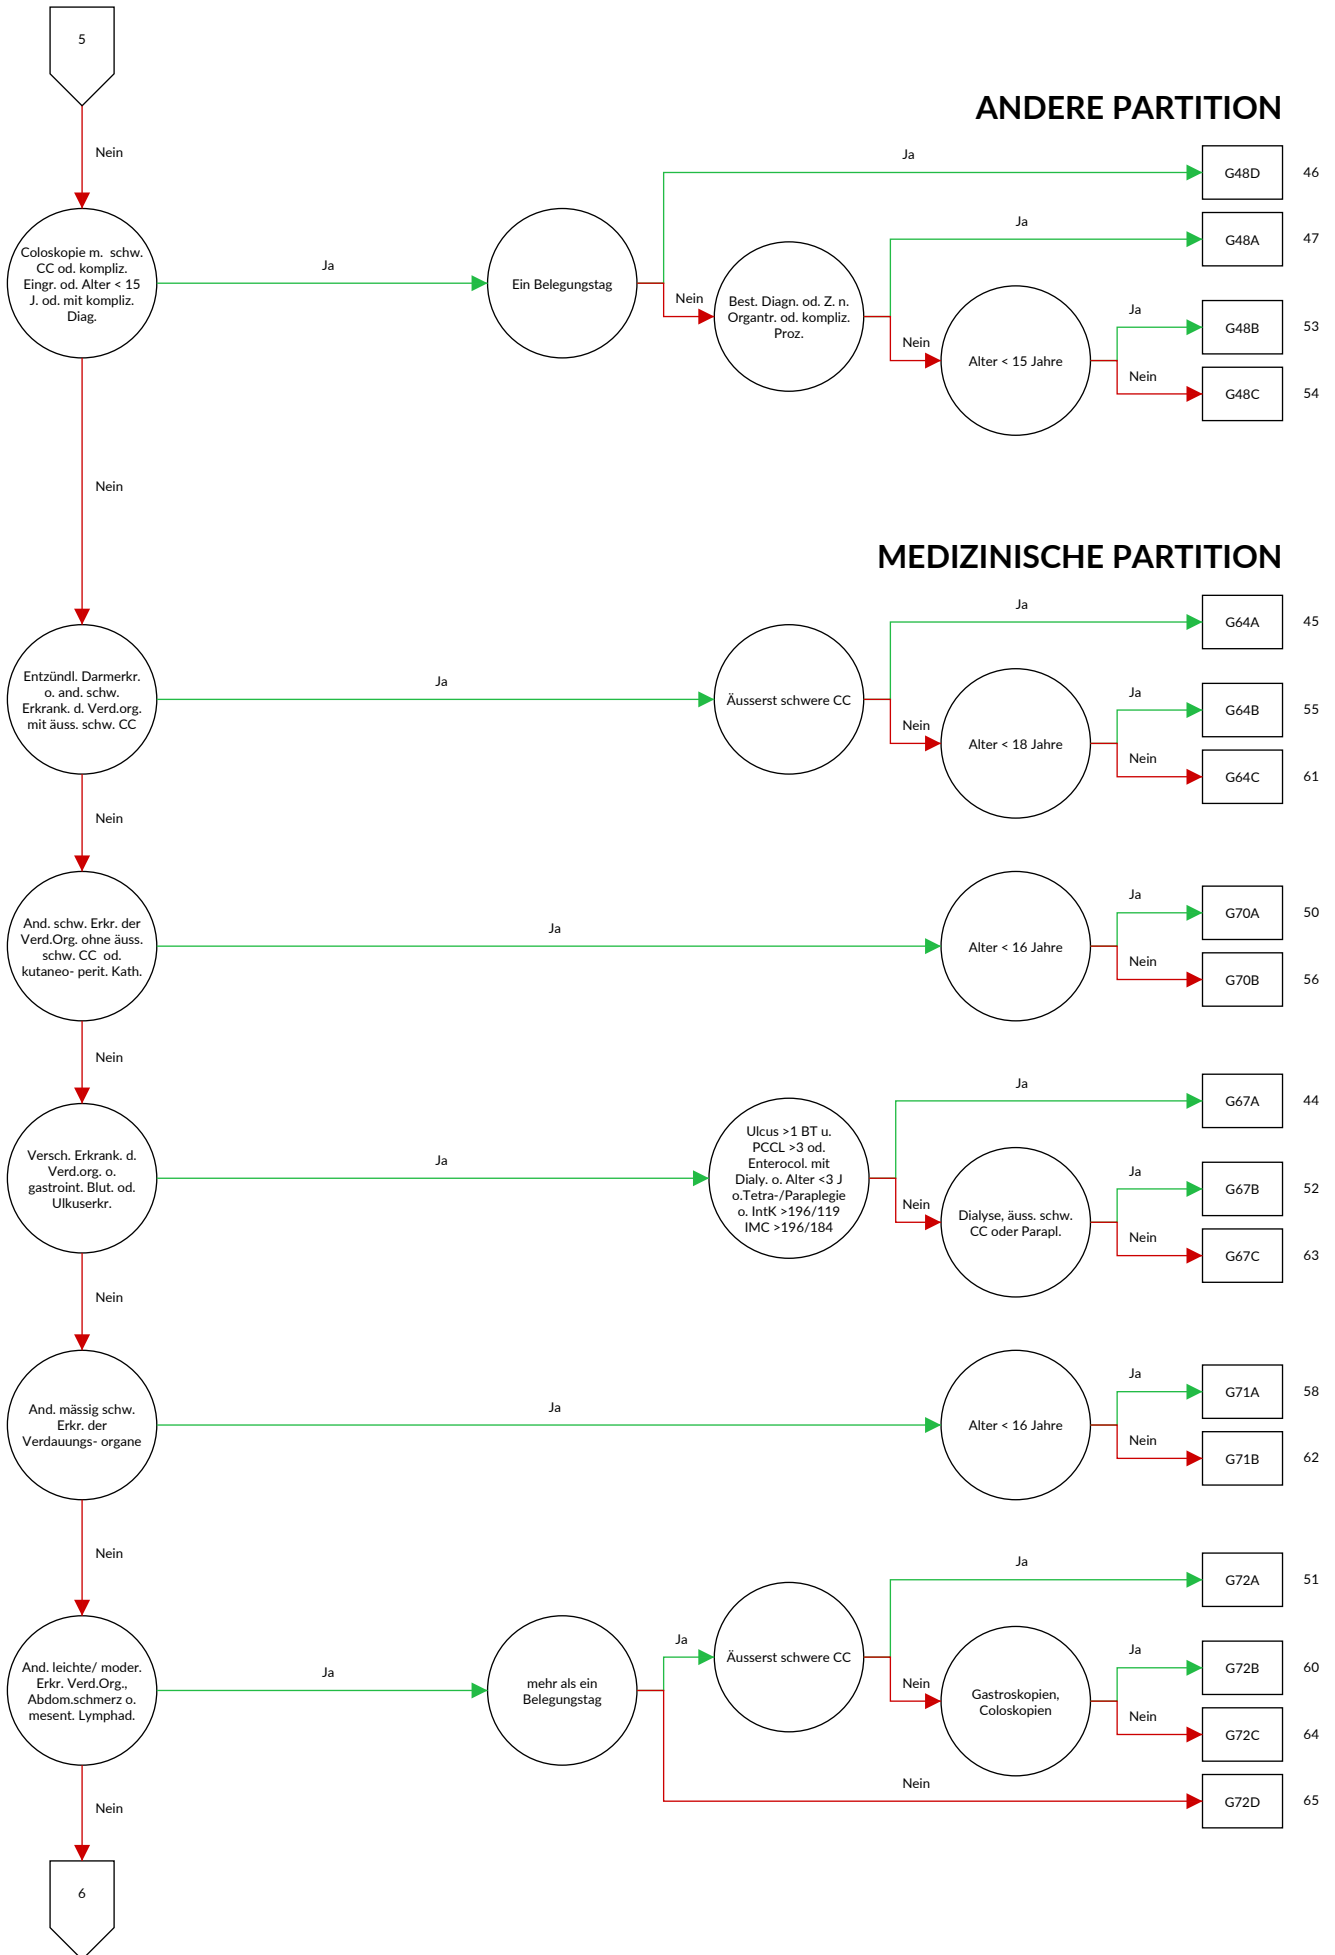 5
ANDERE PARTITION
Nein
Ja
G48D
46
Coloskopie m. schw.
CC od. kompliz.
Eingr. od. Alter < 15
J. od. mit kompliz.
Diag.
Ja
Ein Belegungstag
Nein
Best. Diagn. od. Z. n.
Organtr. od. kompliz.
Proz.
Ja
G48A
47
Nein
Alter < 15 Jahre
Ja
G48B
53
Nein
G48C
54
Nein
MEDIZINISCHE PARTITION
Entzündl. Darmerkr.
o. and. schw.
Erkrank. d. Verd.org.
mit äuss. schw. CC
Ja
Äusserst schwere CC
Ja
G64A
45
Nein
Alter < 18 Jahre
Ja
G64B
55
Nein
G64C
61
Nein
And. schw. Erkr. der
Verd.Org. ohne äuss.
schw. CC od.
kutaneo- perit. Kath.
Ja
Alter < 16 Jahre
Ja
G70A
50
Nein
G70B
56
Nein
Versch. Erkrank. d.
Verd.org. o.
gastroint. Blut. od.
Ulkuserkr.
Ja
Ulcus >1 BT u.
PCCL >3 od.
Enterocol. mit
Dialy. o. Alter <3 J
o.Tetra-/Paraplegie
o. IntK >196/119
IMC >196/184
Ja
G67A
44
Nein
Dialyse, äuss. schw.
CC oder Parapl.
Ja
G67B
52
Nein
G67C
63
Nein
And. mässig schw.
Erkr. der
Verdauungs- organe
Ja
Alter < 16 Jahre
Ja
G71A
58
Nein
G71B
62
Nein
And. leichte/ moder.
Erkr. Verd.Org.,
Abdom.schmerz o.
mesent. Lymphad.
Ja
mehr als ein
Belegungstag
Ja
Äusserst schwere CC
Ja
G72A
51
Nein
Gastroskopien,
Coloskopien
Ja
G72B
60
Nein
G72C
64
Nein
G72D
65
Nein
6